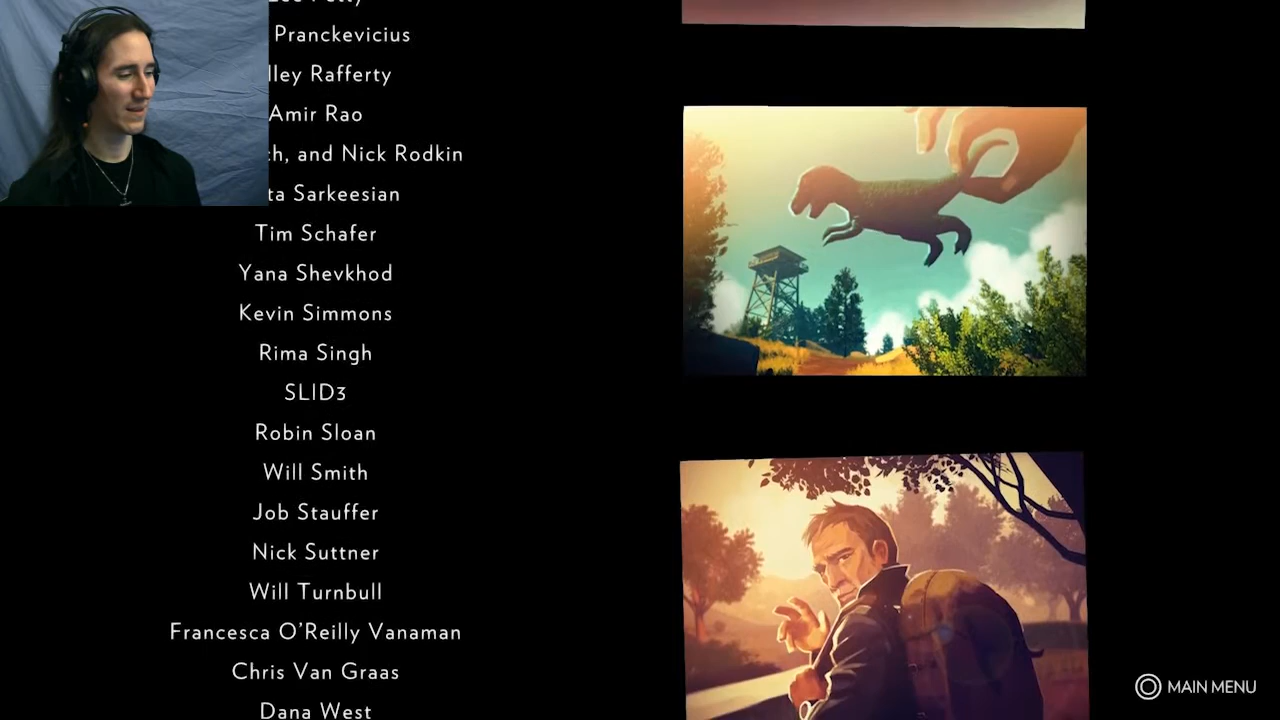 Pranckevicius
lley Rafferty
Amir Rao
ch, and Nick Rodkin
ta Sarkeesian
Tim Schafer
Yana Shevkhod
Kevin Simmons
Rima Singh
SLID3
Robin Sloan
Will Smith
Job Stauffer
Nick Suttner
Will Turnbull
Francesca O'Reilly Vanaman
Chris Van Graas
Dana West
MAIN MENU